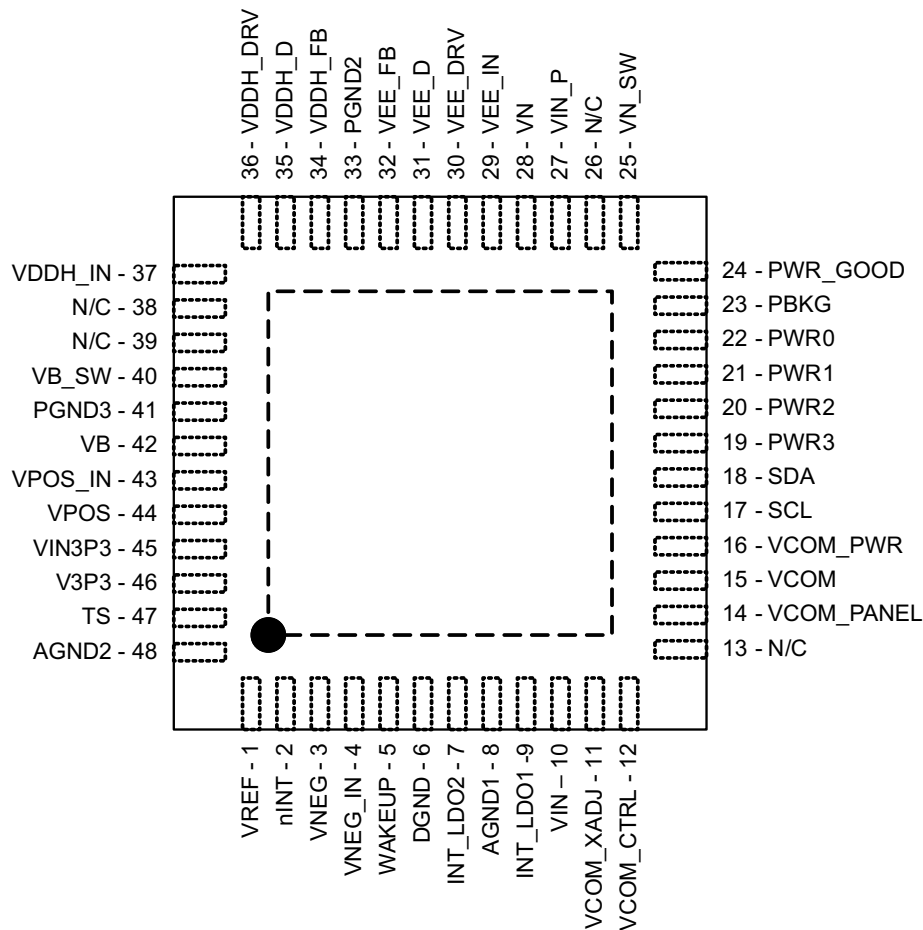 36 - VDDH_DRV
35 - VDDH_D
34 - VDDH_FB
33 - PGND2
32 - VEE_FB
31 - VEE_D
30 - VEE_DRV
29 - VEE_IN
28 - VN
27 - VIN_P
26 - N/C
25 - VN_SW
VDDH_IN - 37
N/C - 38
N/C - 39
VB_SW - 40
PGND3 - 41
VB - 42
VPOS_IN - 43
VPOS - 44
VIN3P3 - 45
V3P3 - 46
TS - 47
AGND2 - 48
24 - PWR_GOOD
23 - PBKG
22 - PWR0
21 - PWR1
20 - PWR2
19 - PWR3
18 - SDA
17 - SCL
16 - VCOM_PWR
15 - VCOM
14 - VCOM_PANEL
13 - N/C
VREF - 1
nINT - 2
VNEG - 3
VNEG_IN - 4
WAKEUP - 5
DGND - 6
INT_LDO2 - 7
AGND1 - 8
INT_LDO1 -9
VIN – 10
VCOM_XADJ - 11
VCOM_CTRL - 12